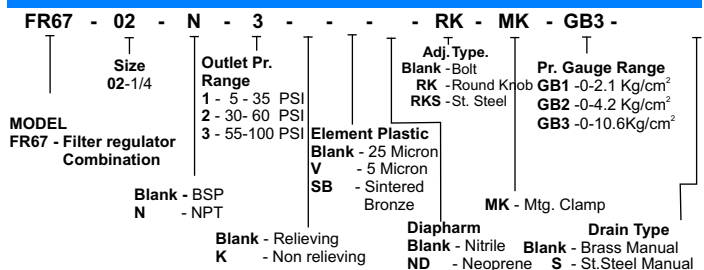 FR67 - 02 - N - 3 - - - - RK - MK - GB3 -
Size
02-1/4
Outlet Pr.
Range
1 - 5 - 35 PSI
2 - 30- 60 PSI
3 - 55-100 PSI
Adj.Type.
Blank -Bolt
RK -Round Knob
RKS - St. Steel
Pr. Gauge Range
GB1 -0-2.1 Kg/cm²
GB2 -0-4.2 Kg/cm²
GB3 -0-10.6Kg/cm²
MODEL
FR67 - Filter regulator
Combination
Element Plastic
Blank - 25 Micron
V - 5 Micron
SB - Sintered
Bronze
Blank - BSP
N - NPT
MK - Mtg. Clamp
Blank - Relieving
K - Non relieving
Diapharm
Blank - Nitrile
ND - Neoprene
Drain Type
Blank - Brass Manual
S - St.Steel Manual